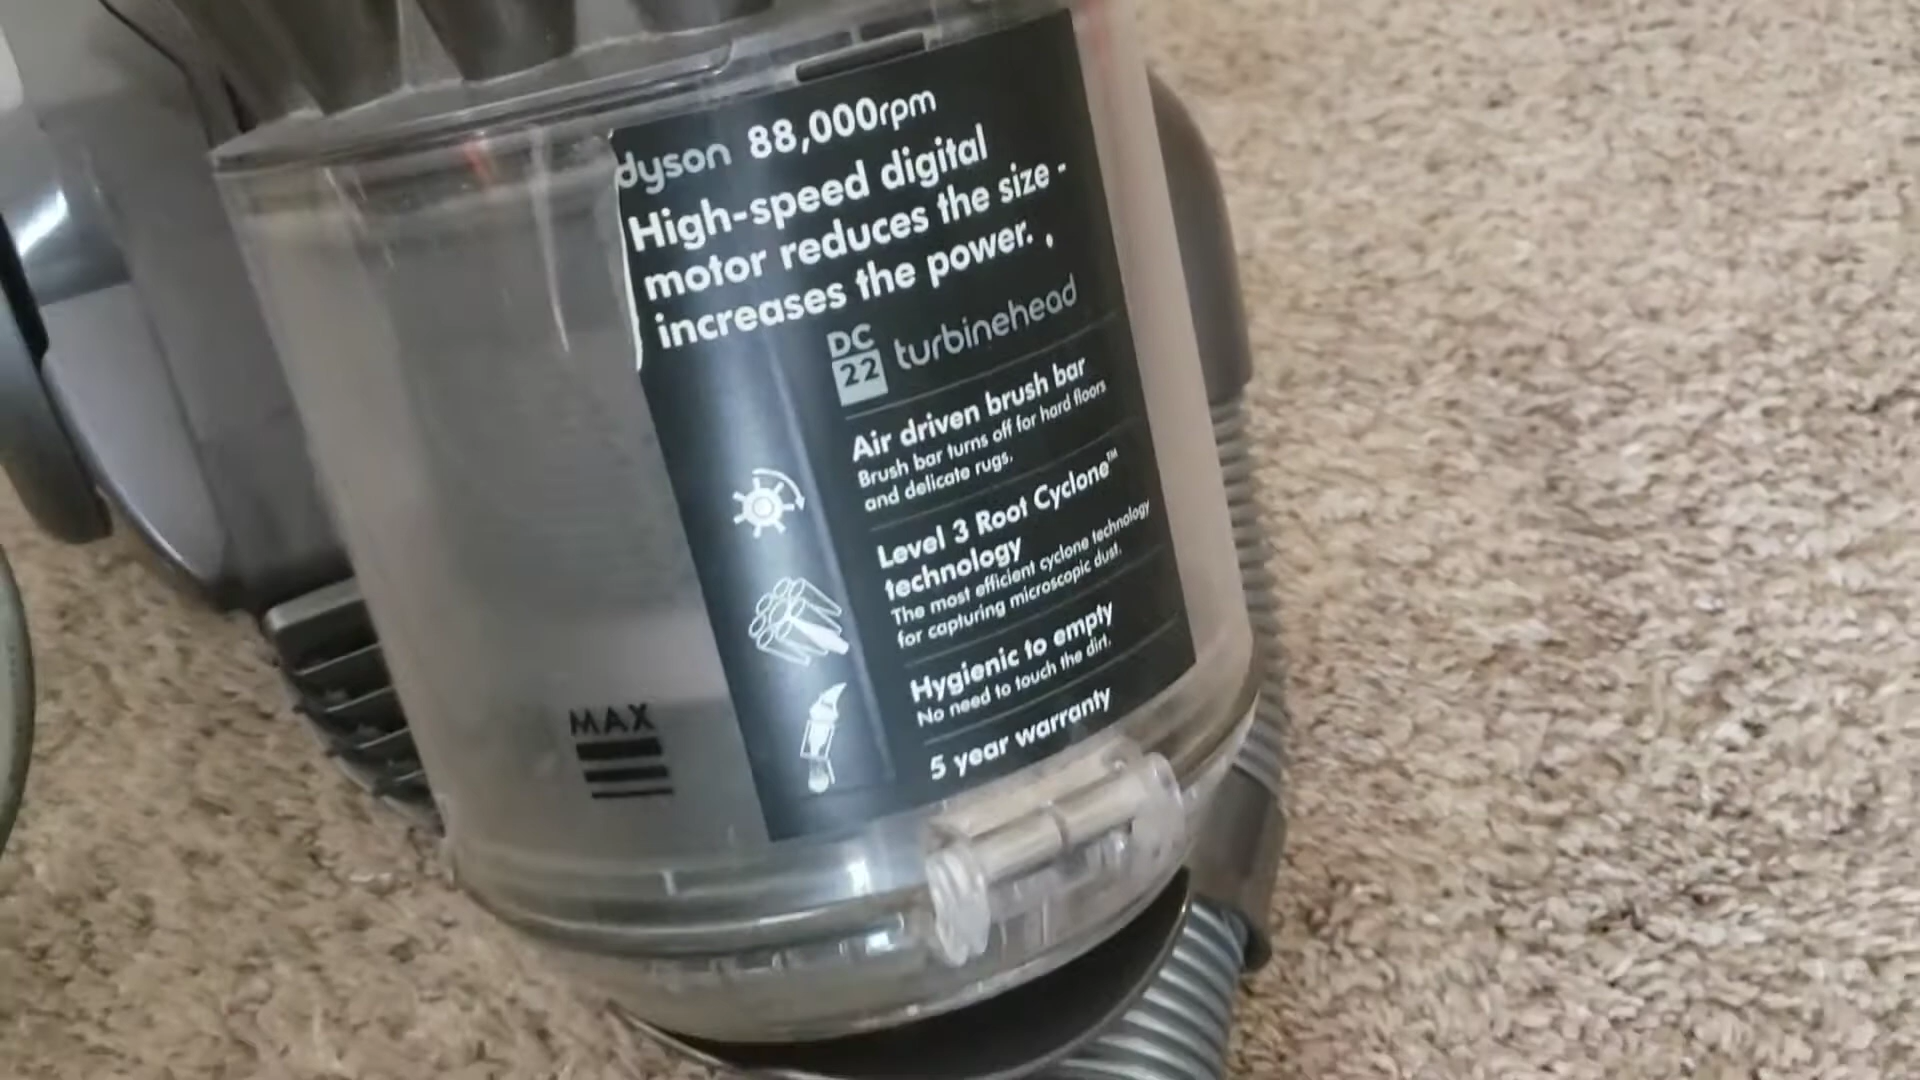 dyson 88,000rpm
High-speed digital
motor reduces the size -
increases the power.
DC
22
turbinehead
Air driven brush bar
Brush bar turns off for hard floors
and delicate rugs.
Level 3 Root Cyclone™
technology
The most efficient cyclone technology
for capturing microscopic dust.
Hygienic to empty
No need to touch the dirt.
5 year warranty
MAX